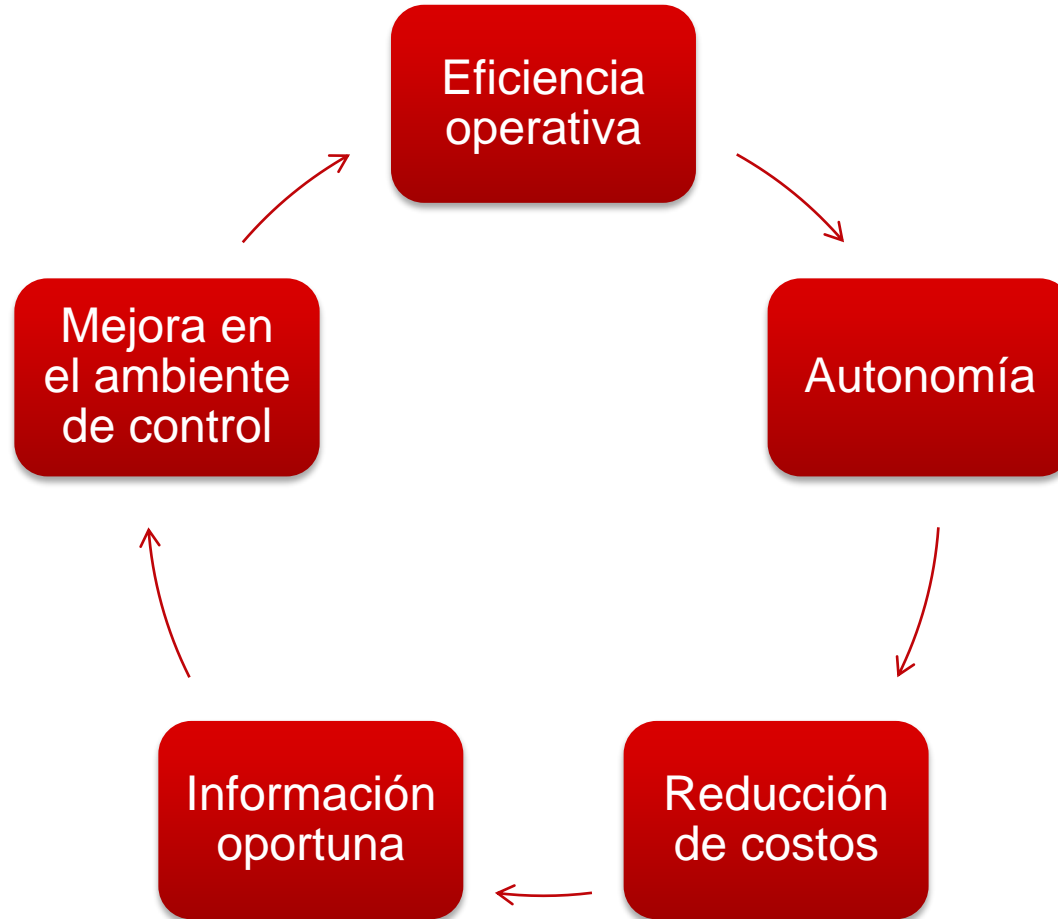 Eficiencia
operativa
Autonomía
Reducción
de costos
Información
oportuna
Mejora en
el ambiente
de control